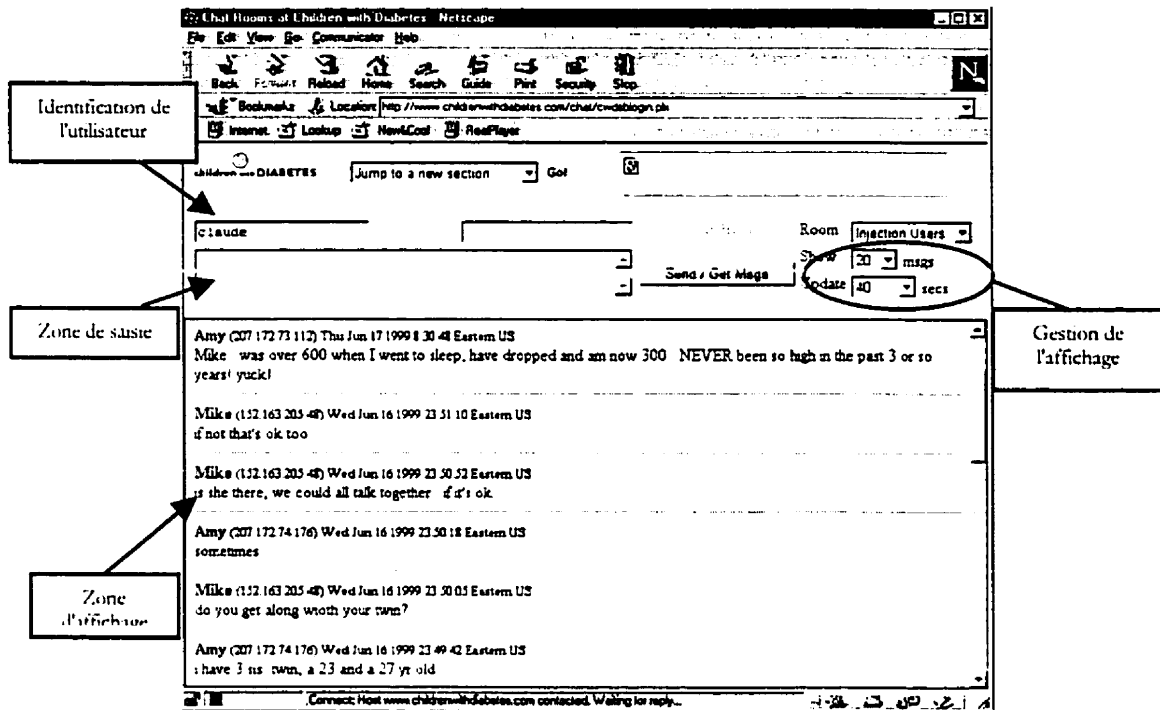 Chat Rooms at Children with Diabetes - Netscape
File Edit View Go Communicator Help
Back Forward Reload Home Search Guide Print Security Stop
N
Bookmarks Location: http://www.childrenwithdiabetes.com/chat/cwdablogin.plx
Internet Lookup New&Cool RealPlayer
Identification de
l'utilisateur
children with DIABETES Jump to a new section Go!
claude
Room Injection Users
Show 20 msgs
Send / Get Msgs
Update 40 secs
Zone de saisie
Gestion de
l'affichage
Amy (207 172 73 112) Thu Jun 17 1999 8 30 48 Eastern US
Mike was over 600 when I went to sleep, have dropped and am now 300 NEVER been so high in the past 3 or so
years! yuck!
Mike (152.163 205 48) Wed Jun 16 1999 23 51 10 Eastern US
if not that's ok too
Mike (152.163 205 48) Wed Jun 16 1999 23 50 52 Eastern US
is she there, we could all talk together if it's ok
Amy (207 172 74 176) Wed Jun 16 1999 23 50 18 Eastern US
sometimes
Zone
d'affichage
Mike (152.163 205 48) Wed Jun 16 1999 23 50 05 Eastern US
do you get along wioth your twin?
Amy (207 172 74 176) Wed Jun 16 1999 23 49 42 Eastern US
i have 3 sis twin, a 23 and a 27 yr old
Connect: Host www.childrenwithdiabetes.com contacted. Waiting for reply...